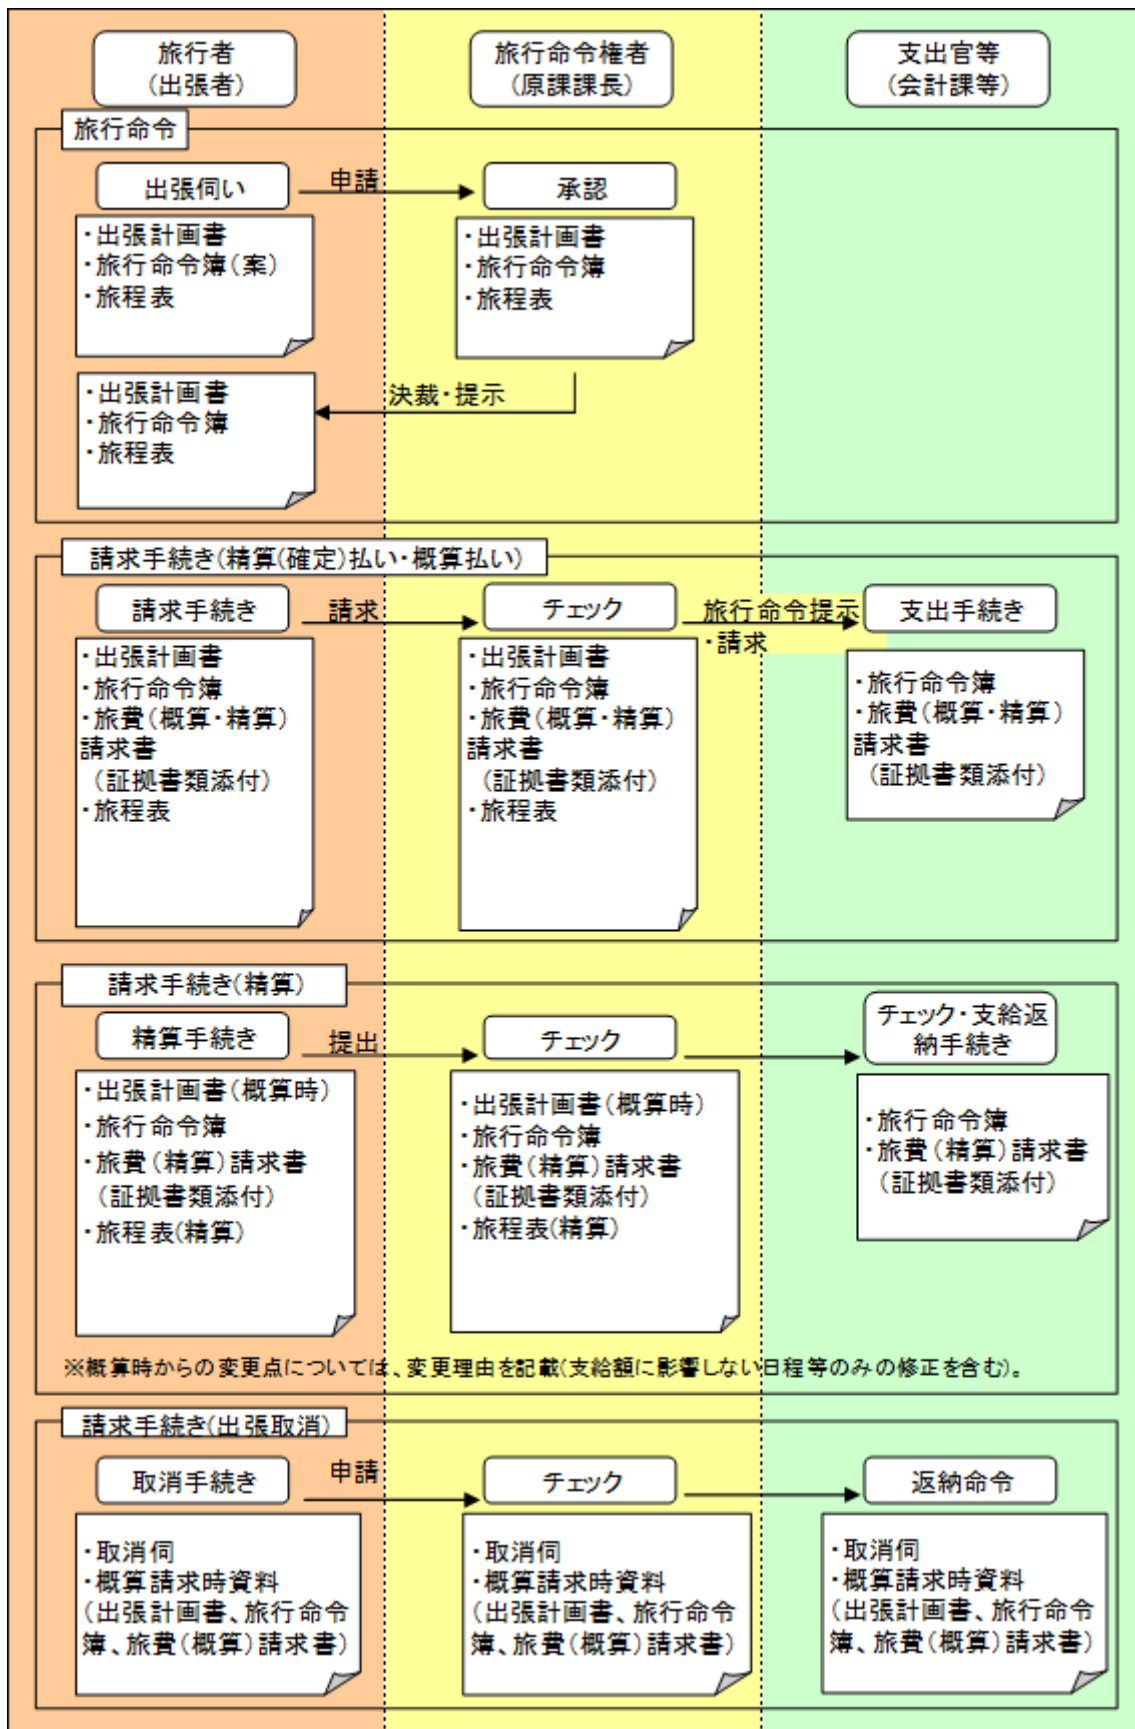 旅行者
(出張者)
旅行命令権者
(原課課長)
支出官等
(会計課等)
旅行命令
出張伺い
申請
承認
・出張計画書
・旅行命令簿(案)
・旅程表
・出張計画書
・旅行命令簿
・旅程表
決裁・提示
・出張計画書
・旅行命令簿
・旅程表
請求手続き(精算(確定)払い・概算払い)
請求手続き
請求
チェック
旅行命令提示
・請求
支出手続き
・出張計画書
・旅行命令簿
・旅費(概算・精算)
請求書
(証拠書類添付)
・旅程表
・出張計画書
・旅行命令簿
・旅費(概算・精算)
請求書
(証拠書類添付)
・旅程表
・旅行命令簿
・旅費(概算・精算)
請求書
(証拠書類添付)
請求手続き(精算)
精算手続き
提出
チェック
チェック・支給返
納手続き
・出張計画書(概算時)
・旅行命令簿
・旅費(精算)請求書
(証拠書類添付)
・旅程表(精算)
・出張計画書(概算時)
・旅行命令簿
・旅費(精算)請求書
(証拠書類添付)
・旅程表(精算)
・旅行命令簿
・旅費(精算)請求書
(証拠書類添付)
※概算時からの変更点については、変更理由を記載(支給額に影響しない日程等のみの修正を含む)。
請求手続き(出張取消)
取消手続き
申請
チェック
返納命令
・取消伺
・概算請求時資料
(出張計画書、旅行命令
簿、旅費(概算)請求書)
・取消伺
・概算請求時資料
(出張計画書、旅行命令
簿、旅費(概算)請求書)
・取消伺
・概算請求時資料
(出張計画書、旅行命令
簿、旅費(概算)請求書)